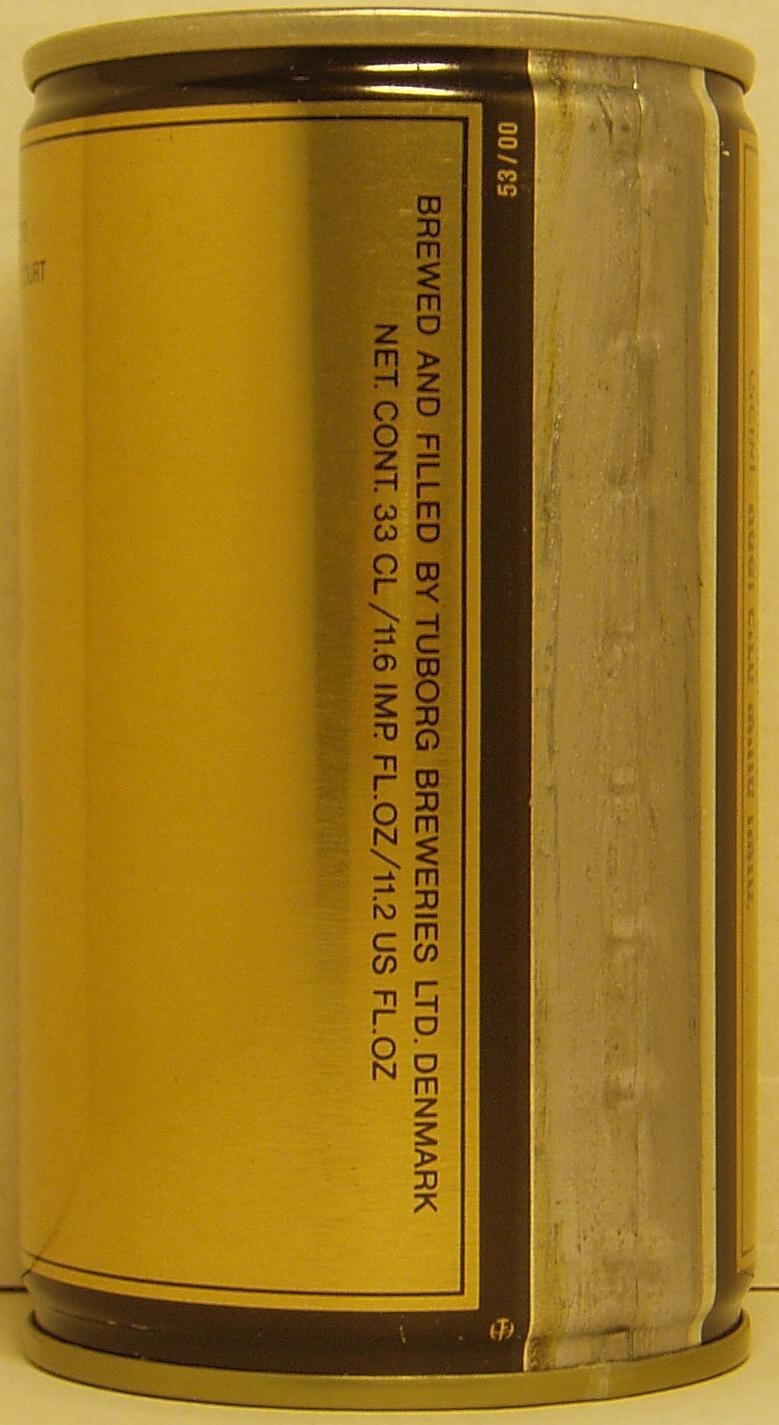 BREWED AND FILLED BY TUBORG BREWERIES LTD. DENMARK
NET. CONT. 33 CL /11.6 IMP. FL.OZ/11.2 US FL.OZ
00/53